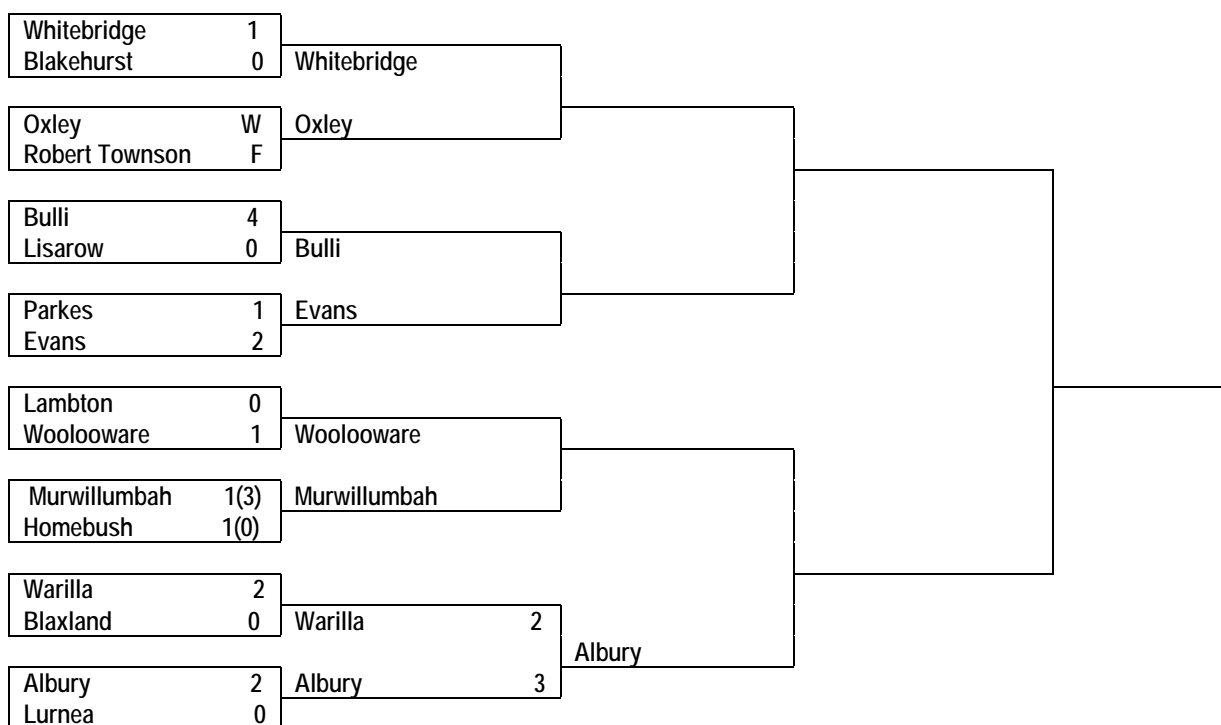 Whitebridge 1
Blakehurst 0
Whitebridge
Oxley W
Oxley
Robert Townson F
Bulli 4
Lisarow 0
Bulli
Parkes 1
Evans
Evans 2
Lambton 0
Woolooware 1
Woolooware
Murwillumbah 1(3)
Murwillumbah
Homebush 1(0)
Warilla 2
Blaxland 0
Warilla 2
Albury
Albury 2
Albury 3
Lurnea 0